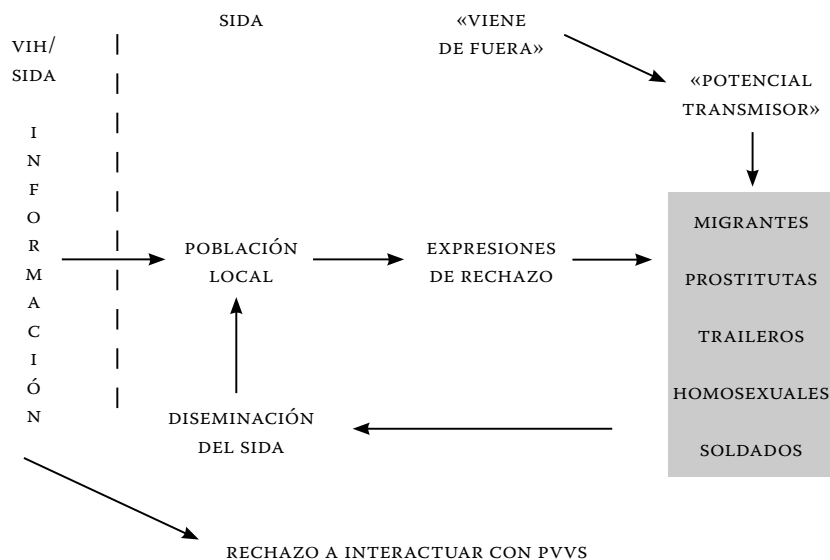 VIH/
SIDA
INFORMACIÓN
SIDA
«VIENE
DE FUERA»
«POTENCIAL
TRANSMISOR»
POBLACIÓN
LOCAL
EXPRESIONES
DE RECHAZO
MIGRANTES
PROSTITUTAS
TRAILEROS
HOMOSEXUALES
SOLDADOS
DISEMINACIÓN
DEL SIDA
RECHAZO A INTERACTUAR CON PVVS